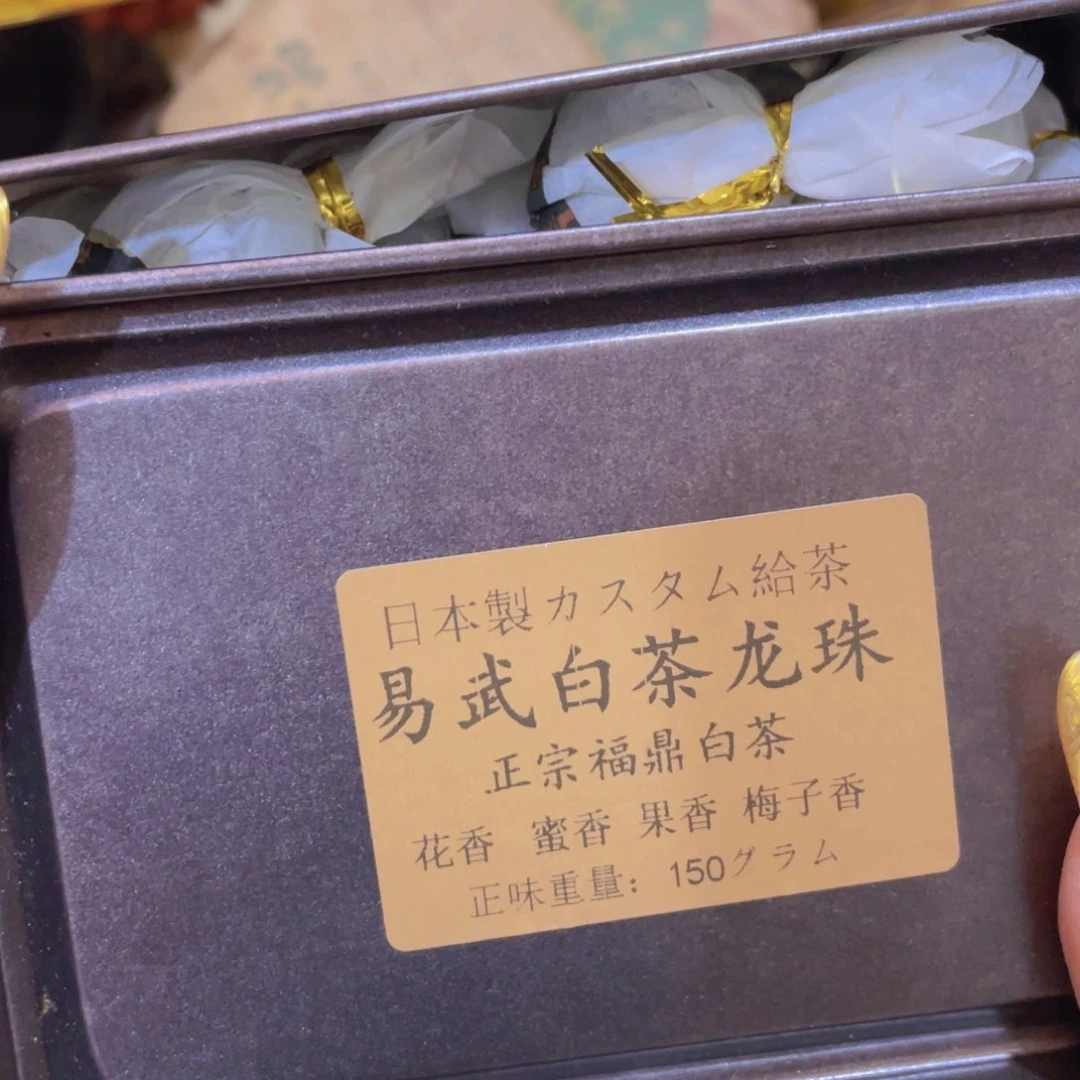 日本製カスタム給茶
易武白茶龙珠
正宗福鼎白茶
花香 蜜香 果香 梅子香
正味重量：150グラム